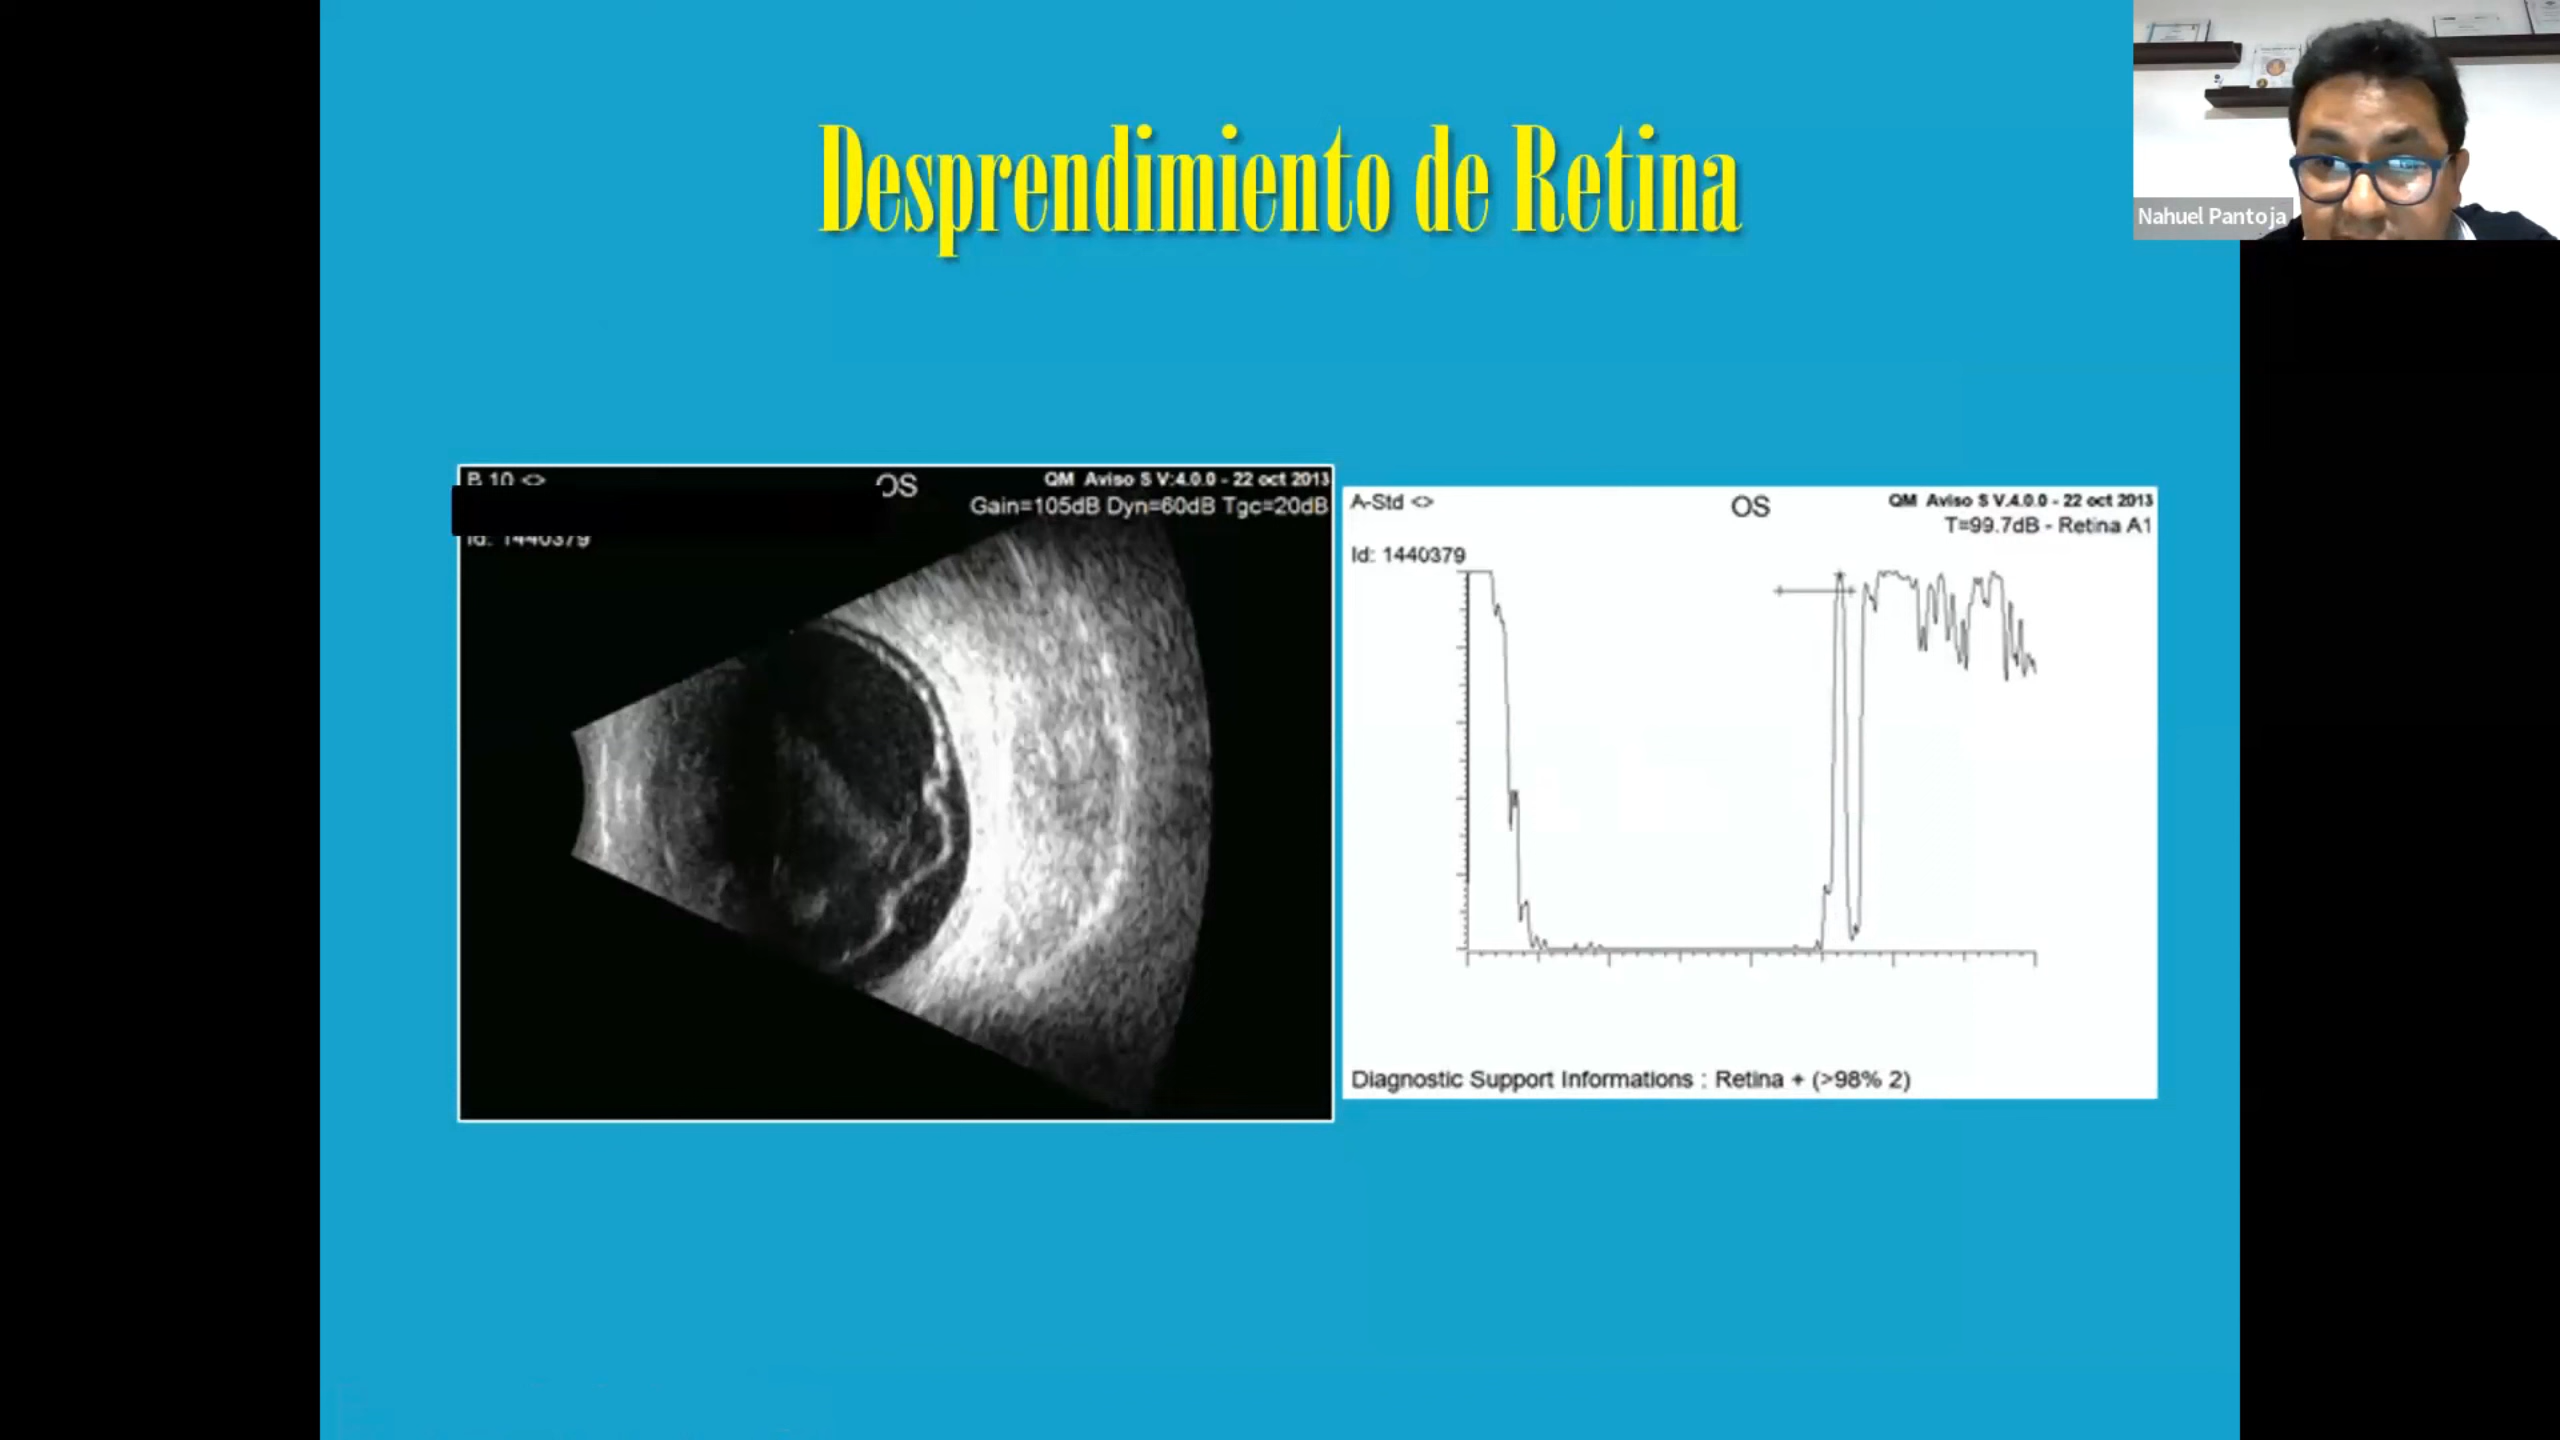 Desprendimiento de Retina
Nahuel Pantoja
B 10 <>
OS
QM Aviso S V:4.0.0 - 22 oct 2013
Gain=105dB Dyn=60dB Tgc=20dB
Id: 1440379
A-Std <>
OS
QM Aviso S V.4.0.0 - 22 oct 2013
T=99.7dB - Retina A1
Id: 1440379
Diagnostic Support Informations : Retina + (>98% 2)